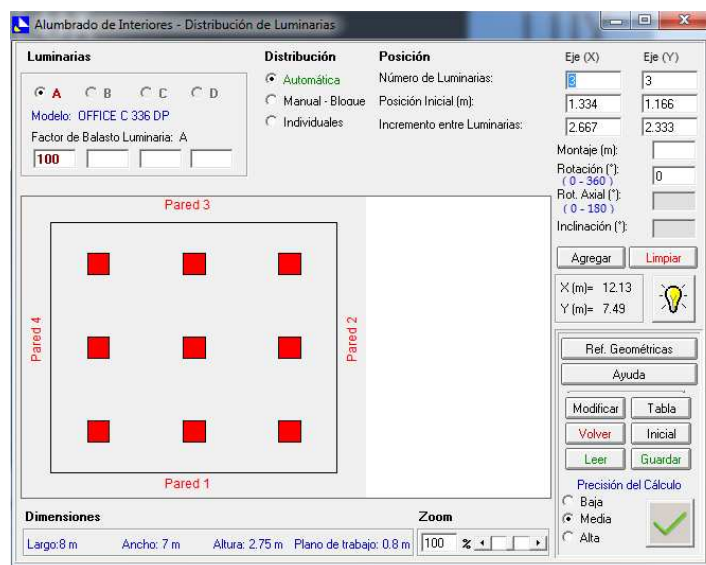 Alumbrado de Interiores - Distribución de Luminarias
Luminarias
A B C D
Modelo: OFFICE C 336 DP
Factor de Balasto Luminaria: A
100
Distribución
Automática
Manual - Bloque
Individuales
Posición Eje (X) Eje (Y)
Número de Luminarias: 3 3
Posición Inicial (m): 1.334 1.166
Incremento entre Luminarias: 2.667 2.333
Montaje (m):
Rotación (°): 0
( 0 - 360 )
Rot. Axial (°):
( 0 - 180 )
Inclinación (°):
Agregar Limpiar
X (m)= 12.13
Y (m)= 7.49
Pared 3
Pared 4
Pared 2
Pared 1
Ref. Geométricas
Ayuda
Modificar Tabla
Volver Inicial
Leer Guardar
Precisión del Cálculo
Baja
Media
Alta
Dimensiones
Largo:8 m Ancho: 7 m Altura: 2.75 m Plano de trabajo: 0.8 m
Zoom
100 %